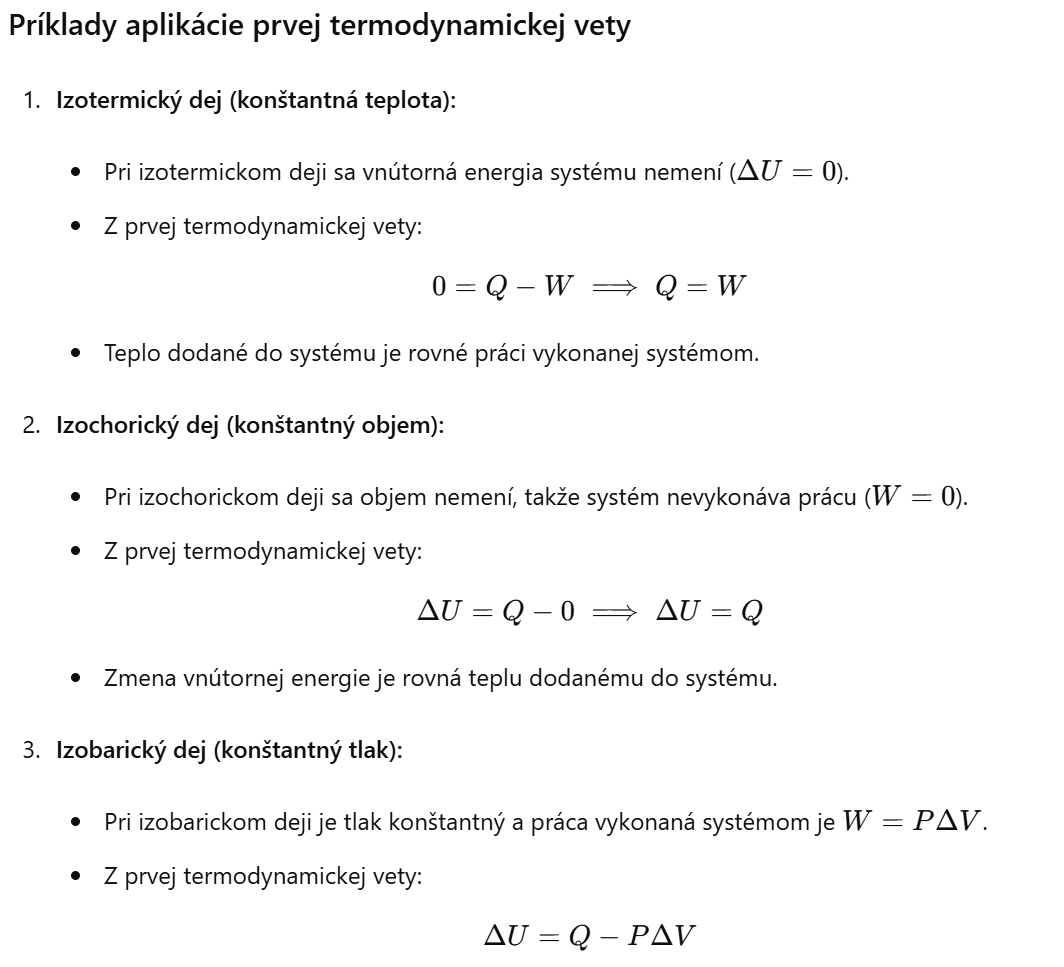 Príklady aplikácie prvej termodynamickej vety
1. Izotermický dej (konštantná teplota):
• Pri izotermickom deji sa vnútorná energia systému nemení (ΔU = 0).
• Z prvej termodynamickej vety:
0 = Q − W ⟹ Q = W
• Teplo dodané do systému je rovné práci vykonanej systémom.
2. Izochorický dej (konštantný objem):
• Pri izochorickom deji sa objem nemení, takže systém nevykonáva prácu (W = 0).
• Z prvej termodynamickej vety:
ΔU = Q − 0 ⟹ ΔU = Q
• Zmena vnútornej energie je rovná teplu dodanému do systému.
3. Izobarický dej (konštantný tlak):
• Pri izobarickom deji je tlak konštantný a práca vykonaná systémom je W = PΔV.
• Z prvej termodynamickej vety:
ΔU = Q − PΔV